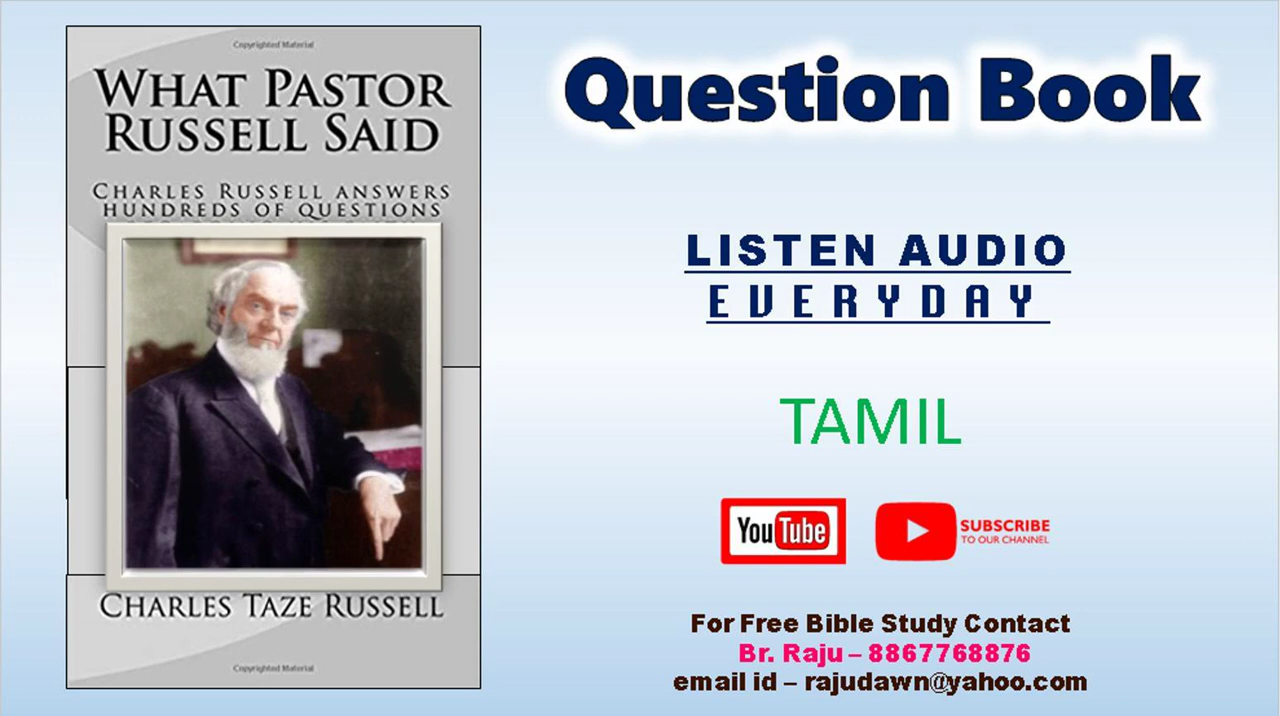 Copyrighted Material
WHAT PASTOR
RUSSELL SAID
CHARLES RUSSELL ANSWERS
HUNDREDS OF QUESTIONS
CHARLES TAZE RUSSELL
Copyrighted Material
Question Book
LISTEN AUDIO
EVERYDAY
TAMIL
YouTube
SUBSCRIBE
TO OUR CHANNEL
For Free Bible Study Contact
Br. Raju – 8867768876
email id – rajudawn@yahoo.com